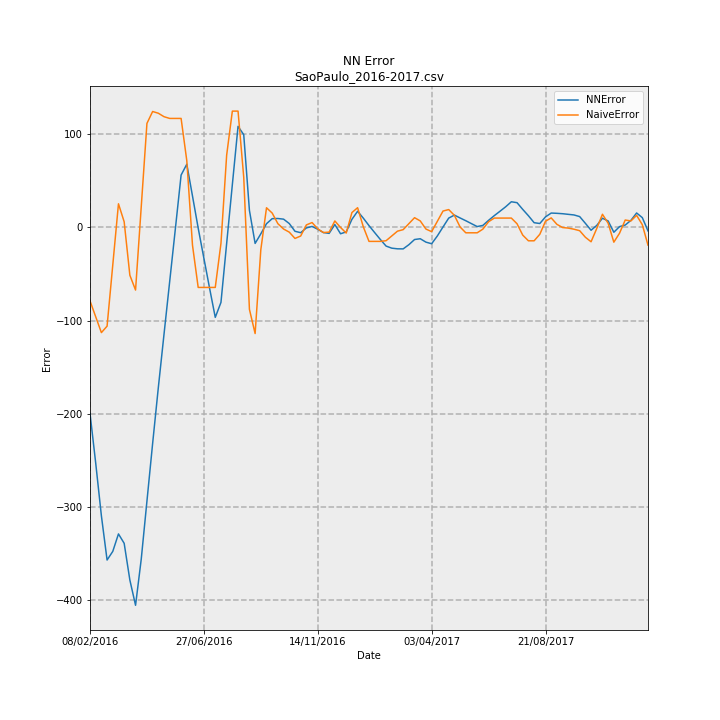 NN Error
SaoPaulo_2016-2017.csv
NNError
NaiveError
100
0
−100
−200
−300
−400
Error
08/02/2016
27/06/2016
14/11/2016
03/04/2017
21/08/2017
Date